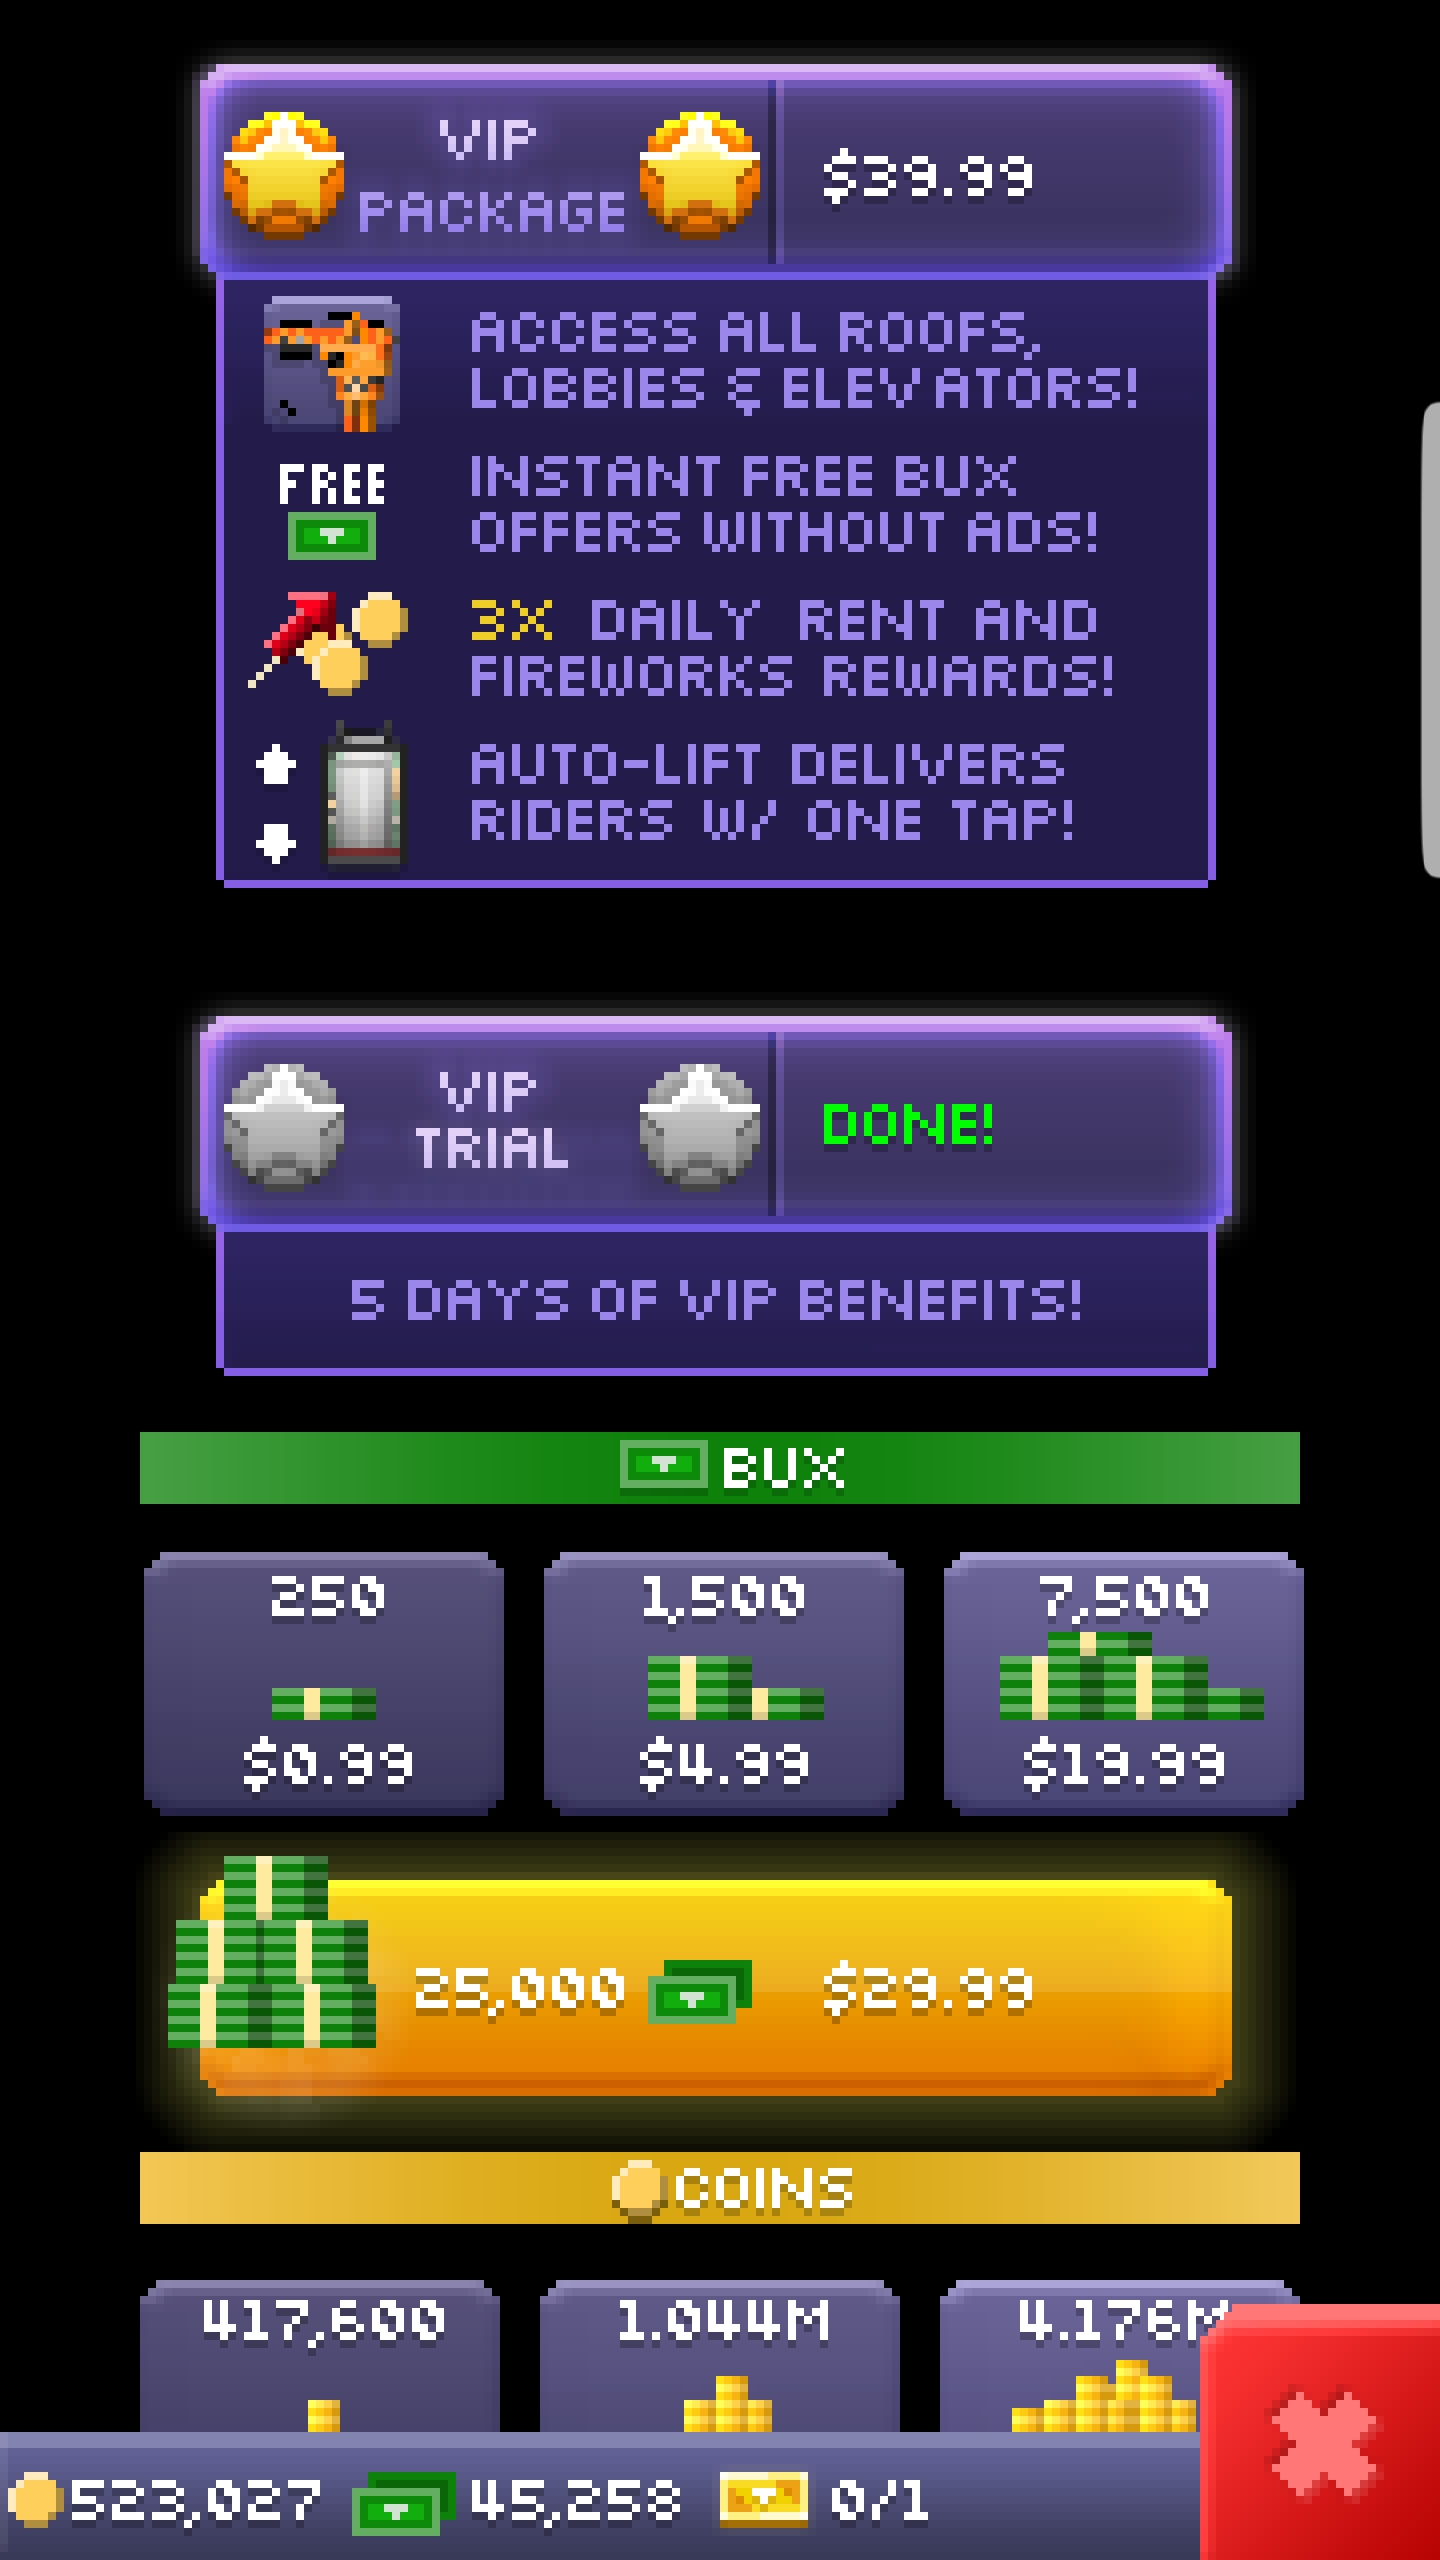 VIP
PACKAGE
$39.99
ACCESS ALL ROOFS,
LOBBIES & ELEVATORS!
FREE
INSTANT FREE BUX
OFFERS WITHOUT ADS!
3X DAILY RENT AND
FIREWORKS REWARDS!
AUTO-LIFT DELIVERS
RIDERS W/ ONE TAP!
VIP
TRIAL
DONE!
5 DAYS OF VIP BENEFITS!
BUX
250 1,500 7,500
$0.99 $4.99 $19.99
25,000 $29.99
COINS
417,600 1.044M 4.176M
523,027 45,258 0/1